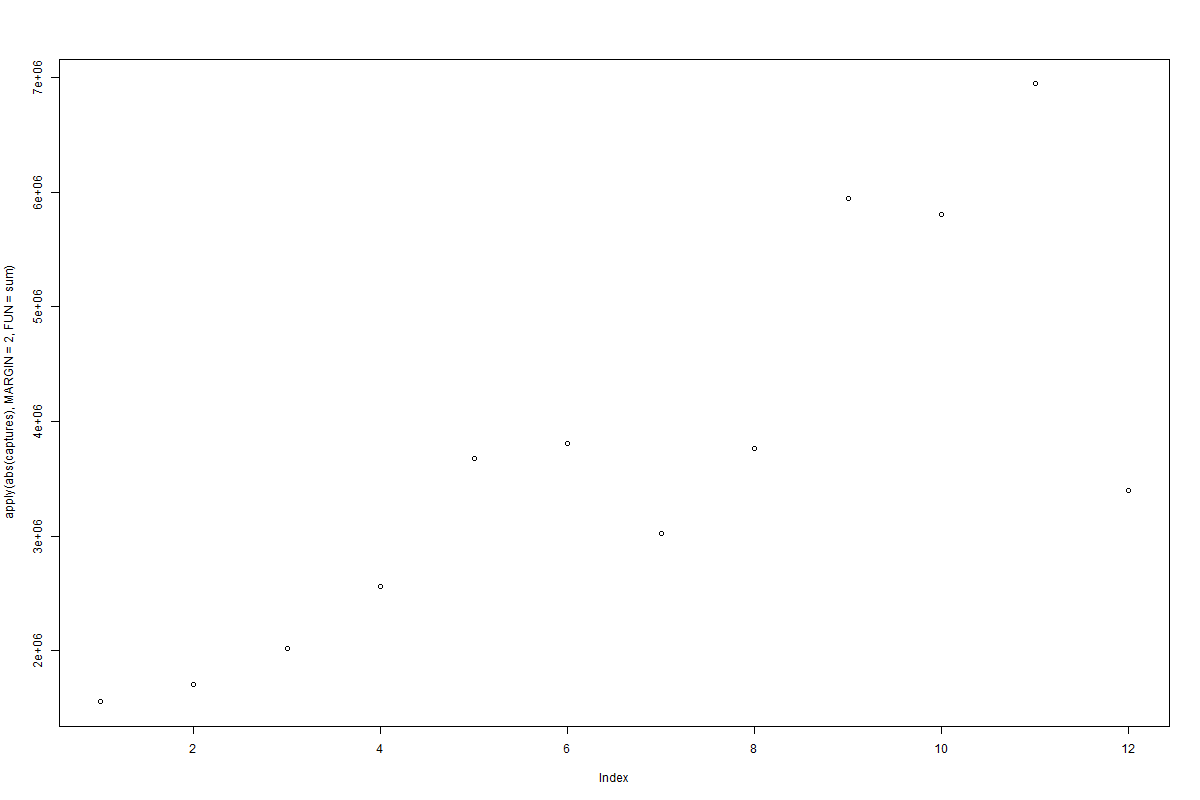 7e+06
6e+06
5e+06
4e+06
3e+06
2e+06
apply(abs(captures), MARGIN = 2, FUN = sum)
2 4 6 8 10 12
Index